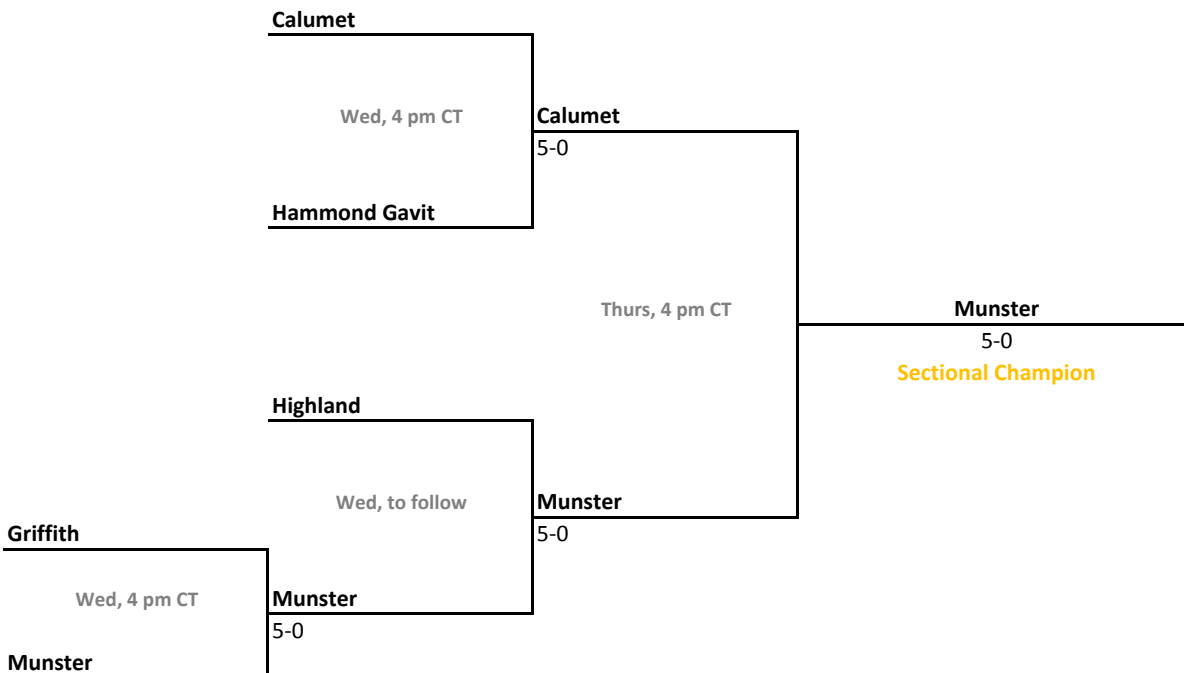 Calumet
Wed, 4 pm CT
Calumet
5-0
Hammond Gavit
Thurs, 4 pm CT
Munster
5-0
Sectional Champion
Highland
Wed, to follow
Munster
5-0
Griffith
Wed, 4 pm CT
Munster
5-0
Munster